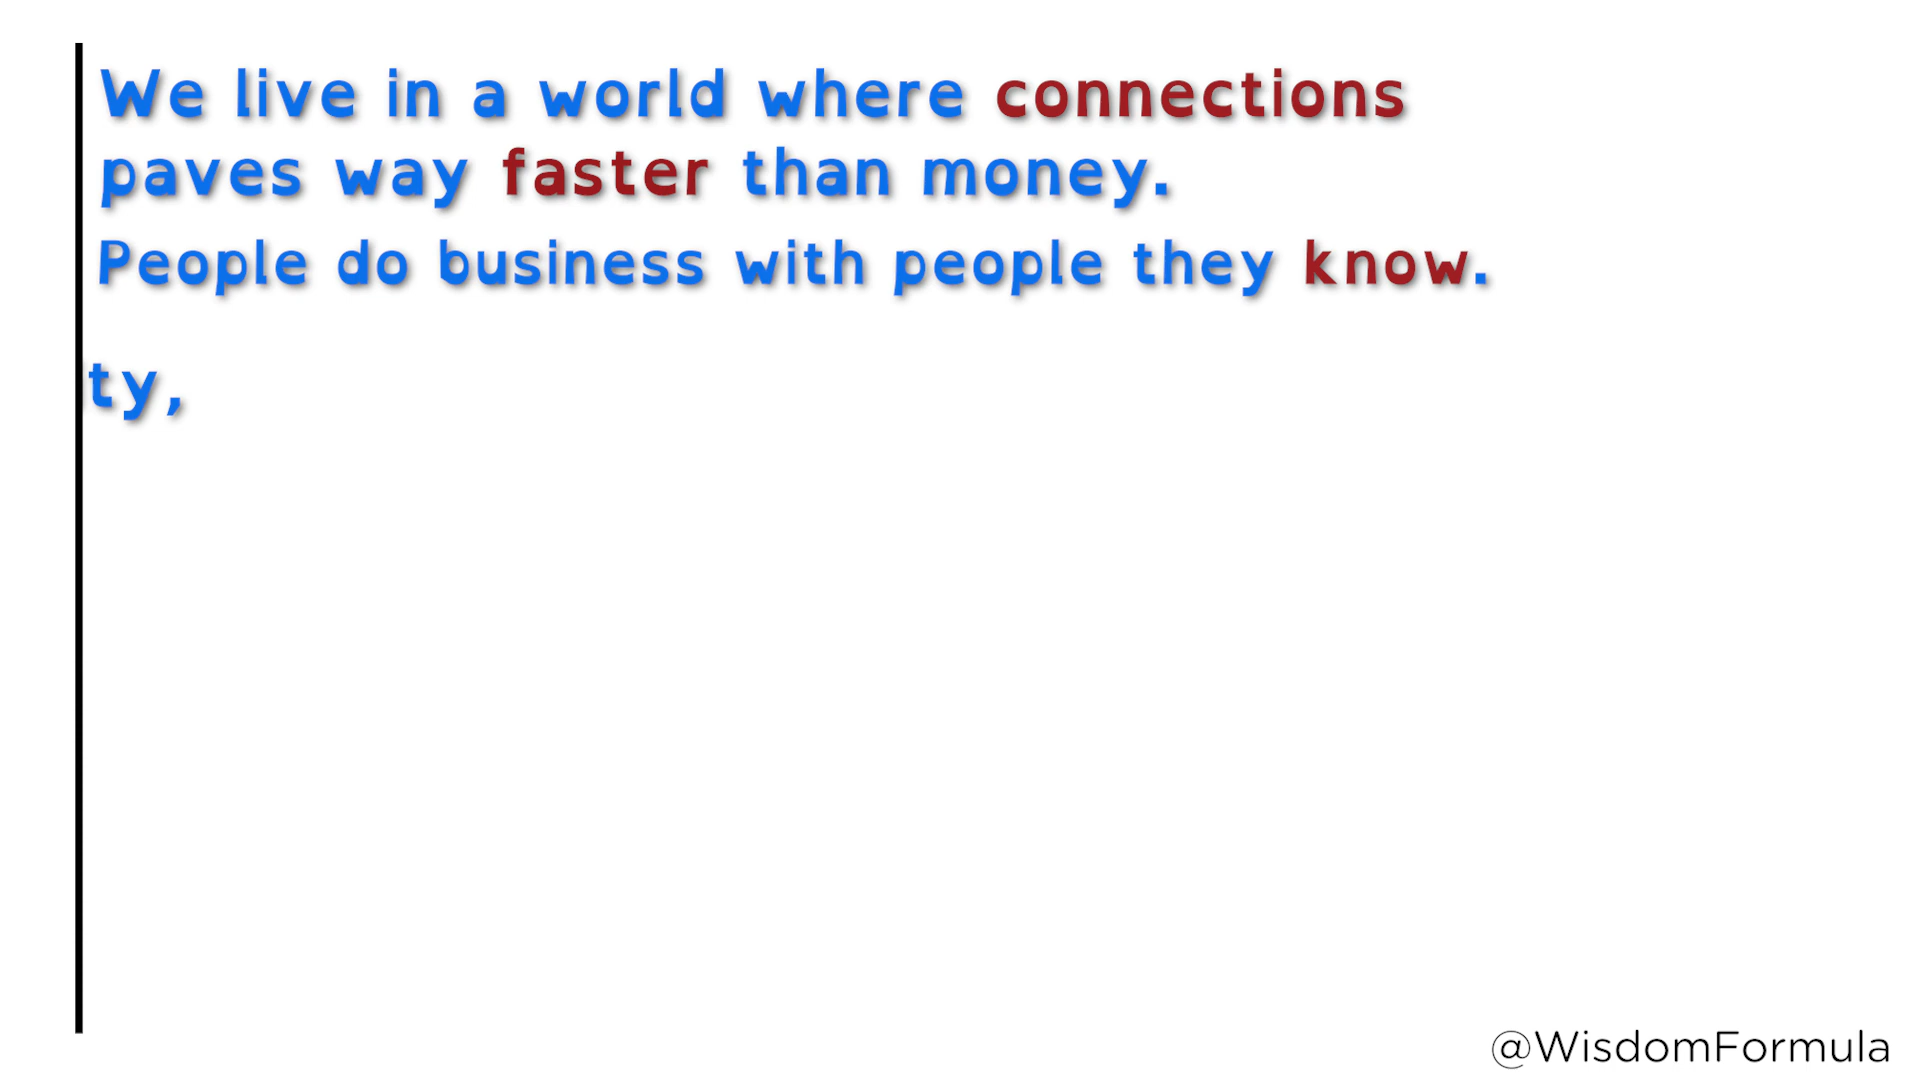 We live in a world where connections
paves way faster than money.
People do business with people they know.
ty,
@WisdomFormula